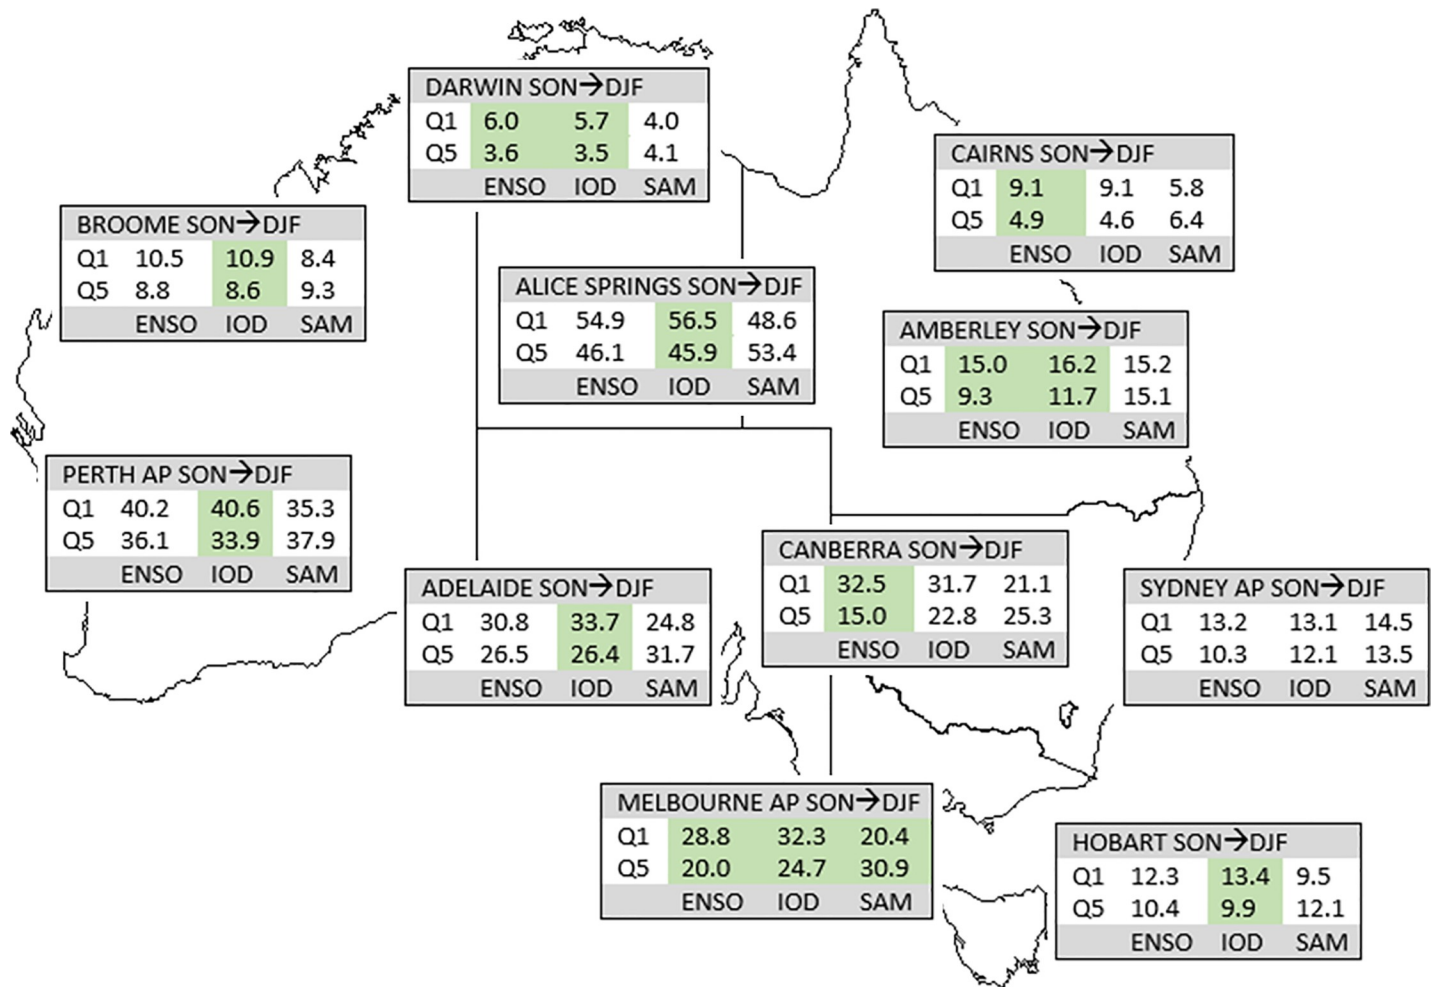 DARWIN SON→DJF
Q1 6.0 5.7 4.0
Q5 3.6 3.5 4.1
ENSO IOD SAM
CAIRNS SON→DJF
Q1 9.1 9.1 5.8
Q5 4.9 4.6 6.4
ENSO IOD SAM
BROOME SON→DJF
Q1 10.5 10.9 8.4
Q5 8.8 8.6 9.3
ENSO IOD SAM
ALICE SPRINGS SON→DJF
Q1 54.9 56.5 48.6
Q5 46.1 45.9 53.4
ENSO IOD SAM
AMBERLEY SON→DJF
Q1 15.0 16.2 15.2
Q5 9.3 11.7 15.1
ENSO IOD SAM
PERTH AP SON→DJF
Q1 40.2 40.6 35.3
Q5 36.1 33.9 37.9
ENSO IOD SAM
ADELAIDE SON→DJF
Q1 30.8 33.7 24.8
Q5 26.5 26.4 31.7
ENSO IOD SAM
CANBERRA SON→DJF
Q1 32.5 31.7 21.1
Q5 15.0 22.8 25.3
ENSO IOD SAM
SYDNEY AP SON→DJF
Q1 13.2 13.1 14.5
Q5 10.3 12.1 13.5
ENSO IOD SAM
MELBOURNE AP SON→DJF
Q1 28.8 32.3 20.4
Q5 20.0 24.7 30.9
ENSO IOD SAM
HOBART SON→DJF
Q1 12.3 13.4 9.5
Q5 10.4 9.9 12.1
ENSO IOD SAM